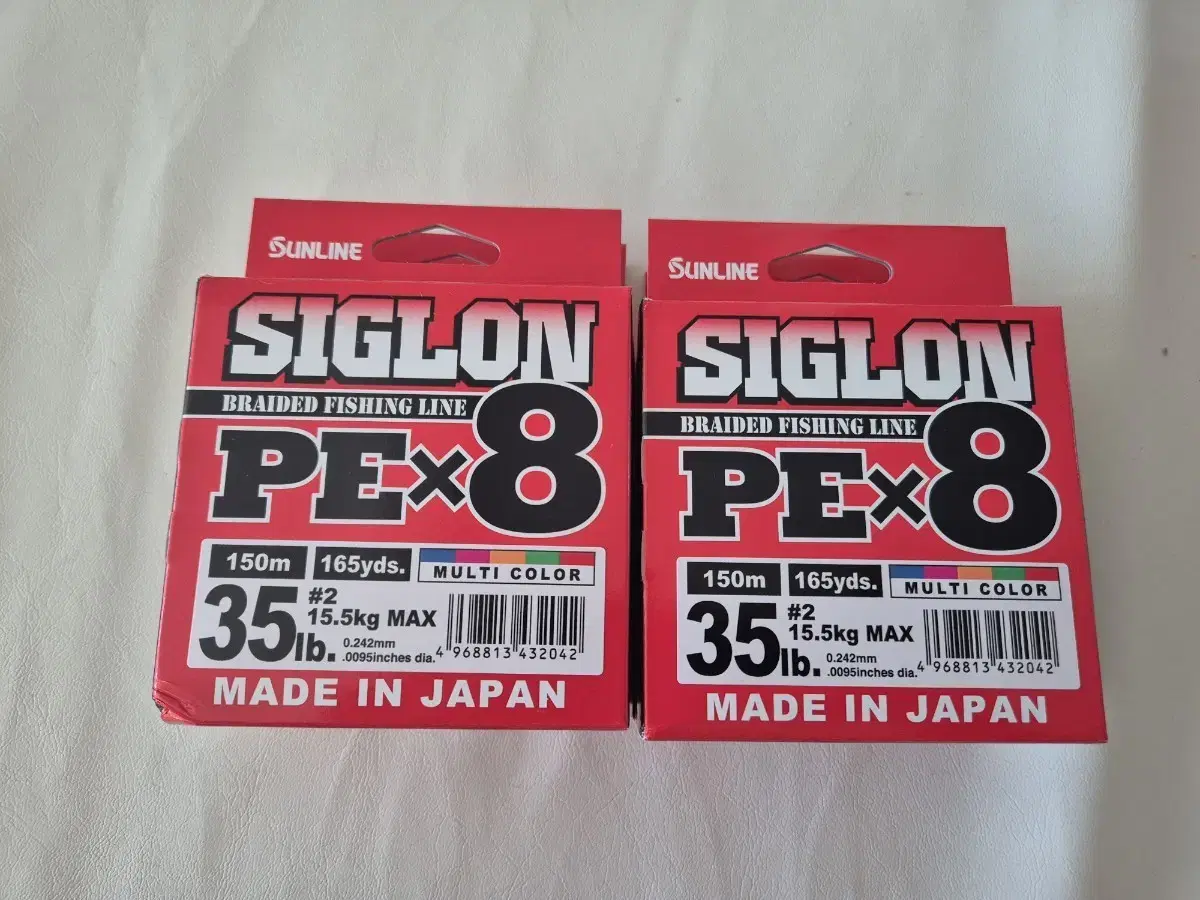 SUNLINE
SIGLON
BRAIDED FISHING LINE
PE×8
150m 165yds. MULTI COLOR
35lb. #2
15.5kg MAX
0.242mm
.0095inches dia.
4 968813 432042
MADE IN JAPAN
SUNLINE
SIGLON
BRAIDED FISHING LINE
PE×8
150m 165yds. MULTI COLOR
35lb. #2
15.5kg MAX
0.242mm
.0095inches dia.
4 968813 432042
MADE IN JAPAN